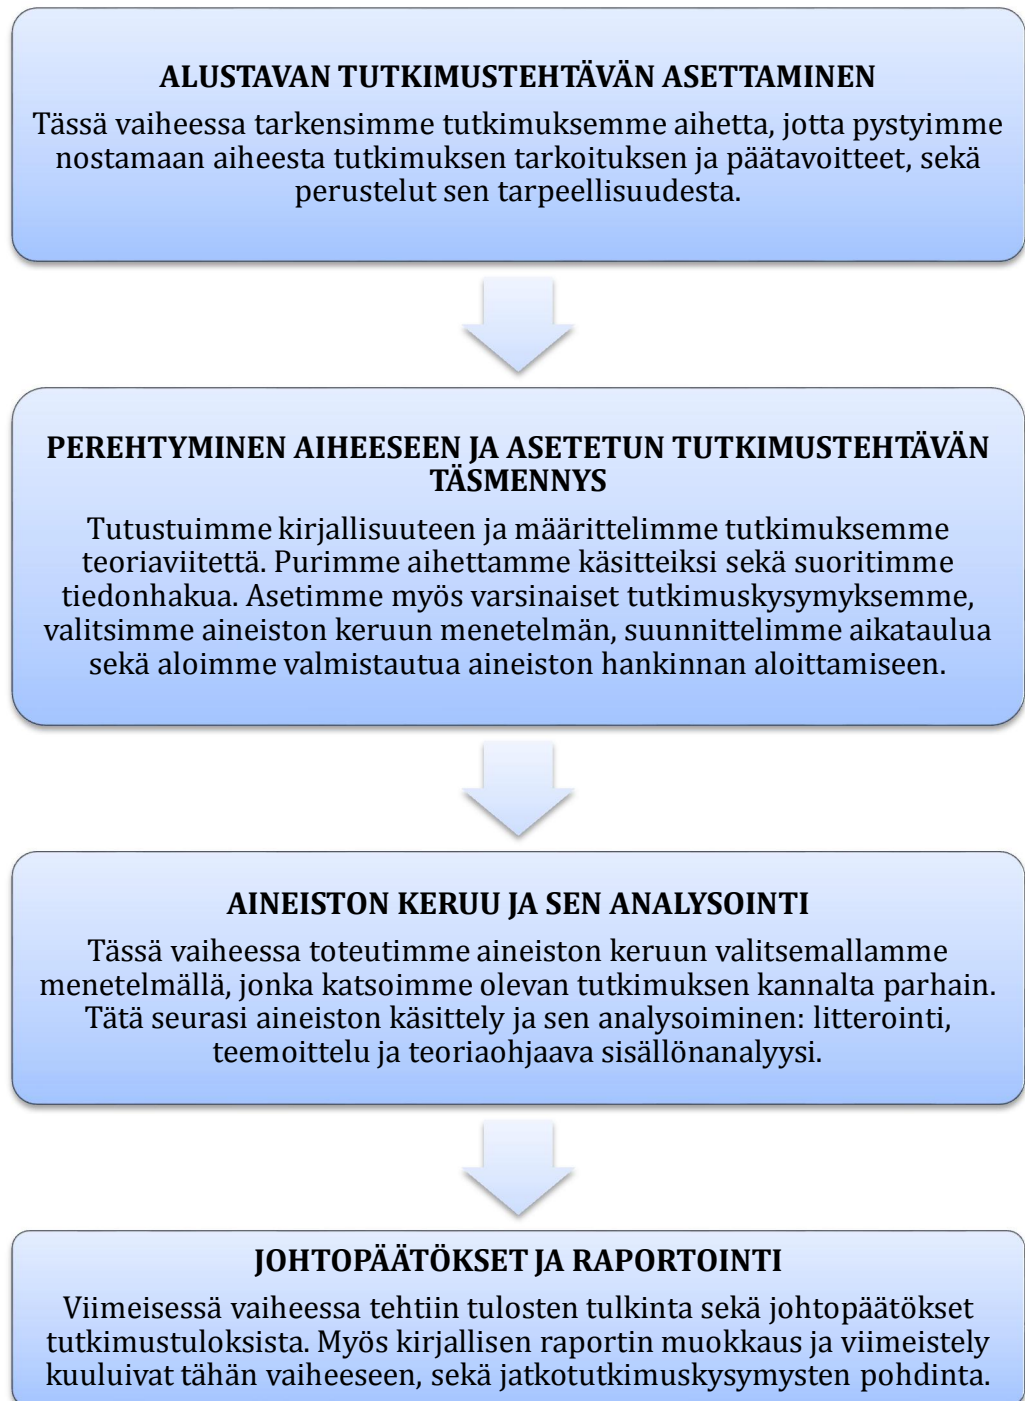 ALUSTAVAN TUTKIMUSTEHTÄVÄN ASETTAMINEN
Tässä vaiheessa tarkensimme tutkimuksemme aihetta, jotta pystyimme
nostamaan aiheesta tutkimuksen tarkoituksen ja päätavoitteet, sekä
perustelut sen tarpeellisuudesta.
PEREHTYMINEN AIHEESEEN JA ASETETUN TUTKIMUSTEHTÄVÄN
TÄSMENNYS
Tutustuimme kirjallisuuteen ja määrittelimme tutkimuksemme
teoriaviitettä. Purimme aihettamme käsitteiksi sekä suoritimme
tiedonhakua. Asetimme myös varsinaiset tutkimuskysymyksemme,
valitsimme aineiston keruun menetelmän, suunnittelimme aikataulua
sekä aloimme valmistautua aineiston hankinnan aloittamiseen.
AINEISTON KERUU JA SEN ANALYSOINTI
Tässä vaiheessa toteutimme aineiston keruun valitsemallamme
menetelmällä, jonka katsoimme olevan tutkimuksen kannalta parhain.
Tätä seurasi aineiston käsittely ja sen analysoiminen: litterointi,
teemoittelu ja teoriaohjaava sisällönanalyysi.
JOHTOPÄÄTÖKSET JA RAPORTOINTI
Viimeisessä vaiheessa tehtiin tulosten tulkinta sekä johtopäätökset
tutkimustuloksista. Myös kirjallisen raportin muokkaus ja viimeistely
kuuluivat tähän vaiheeseen, sekä jatkotutkimuskysymysten pohdinta.